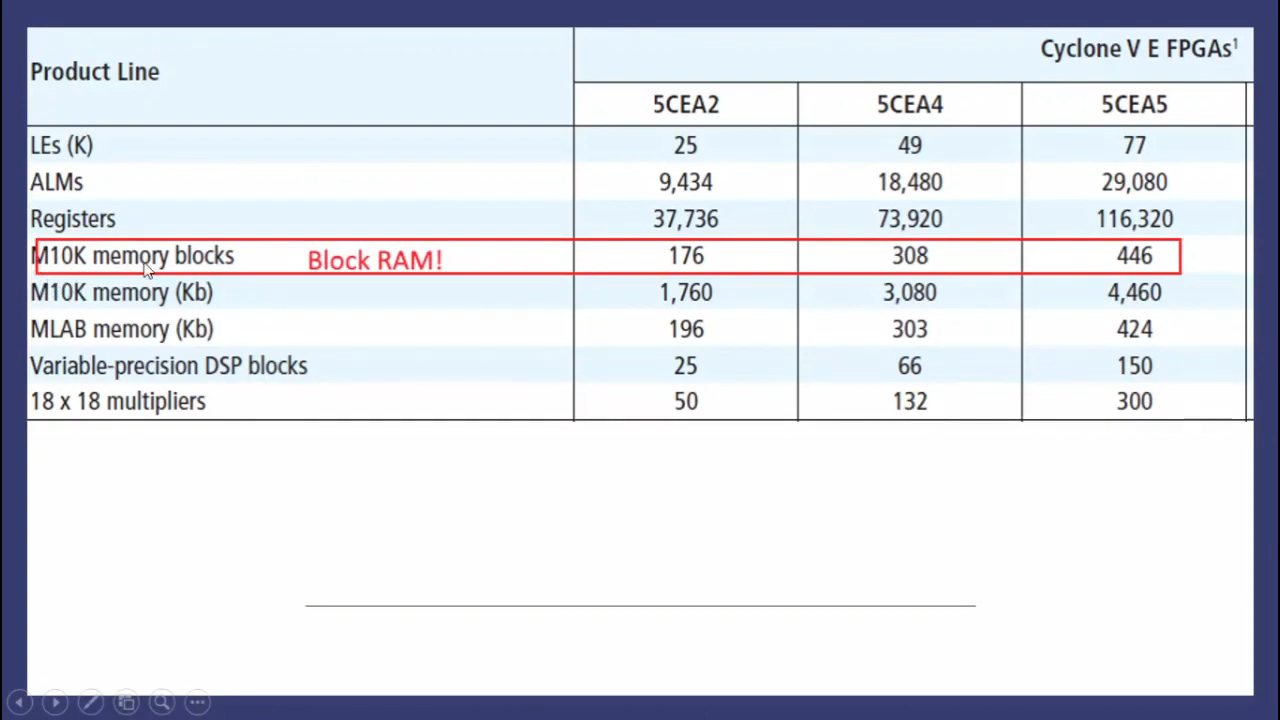 Cyclone V E FPGAs¹
Product Line
5CEA2 5CEA4 5CEA5
LEs (K) 25 49 77
ALMs 9,434 18,480 29,080
Registers 37,736 73,920 116,320
M10K memory blocks Block RAM! 176 308 446
M10K memory (Kb) 1,760 3,080 4,460
MLAB memory (Kb) 196 303 424
Variable-precision DSP blocks 25 66 150
18 x 18 multipliers 50 132 300